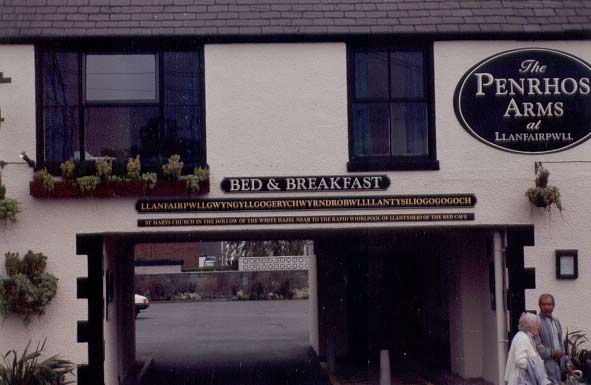 The
PENRHOS
ARMS
at
LLANFAIRPWLL
BED & BREAKFAST
LLANFAIRPWLLGWYNGYLLGOGERYCHWYRNDROBWLLLLANTYSILIOGOGOGOCH
ST MARYS CHURCH IN THE HOLLOW OF THE WHITE HAZEL NEAR TO THE RAPID WHIRLPOOL OF LLANTYSILIO OF THE RED CAVE